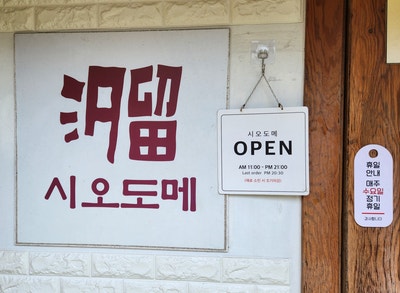 汐留
시오도메
시오도메
OPEN
AM 11:00 - PM 21:00
Last order PM 20:30
휴일
안내
매주
수요일
정기
휴일